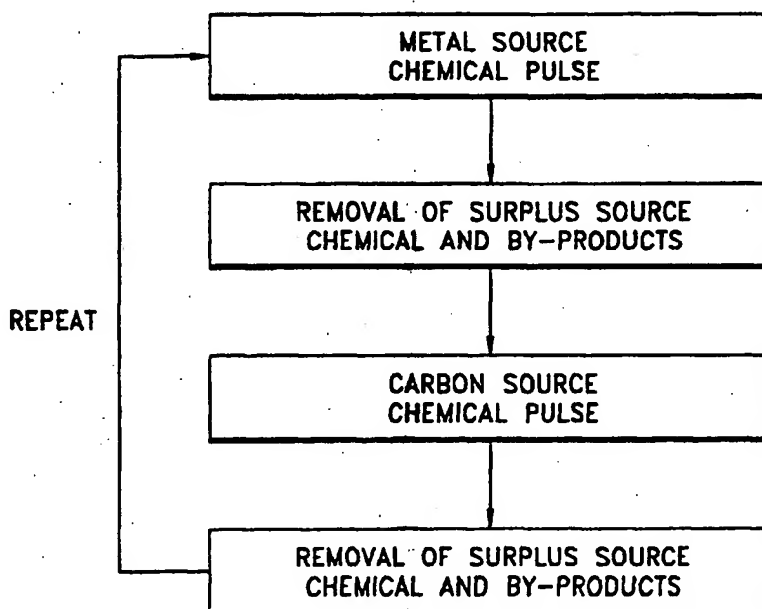 METAL SOURCE
CHEMICAL PULSE
REMOVAL OF SURPLUS SOURCE
CHEMICAL AND BY-PRODUCTS
REPEAT
CARBON SOURCE
CHEMICAL PULSE
REMOVAL OF SURPLUS SOURCE
CHEMICAL AND BY-PRODUCTS